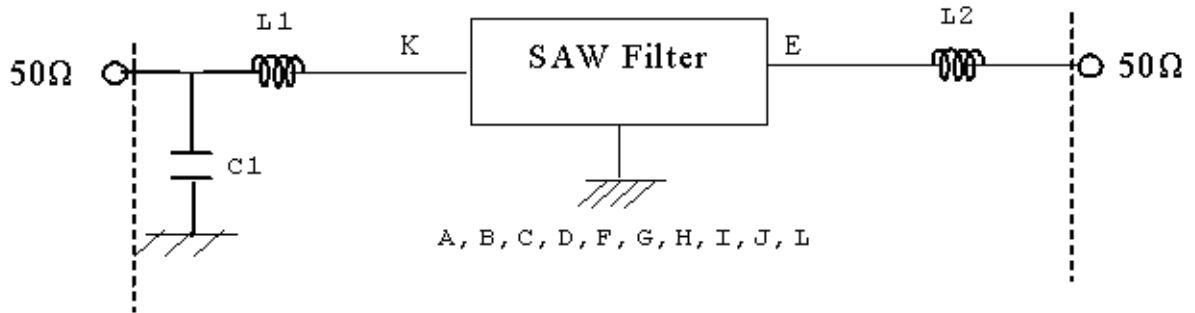 L1
L2
K
SAW Filter
E
50Ω
50Ω
C1
A, B, C, D, F, G, H, I, J, L